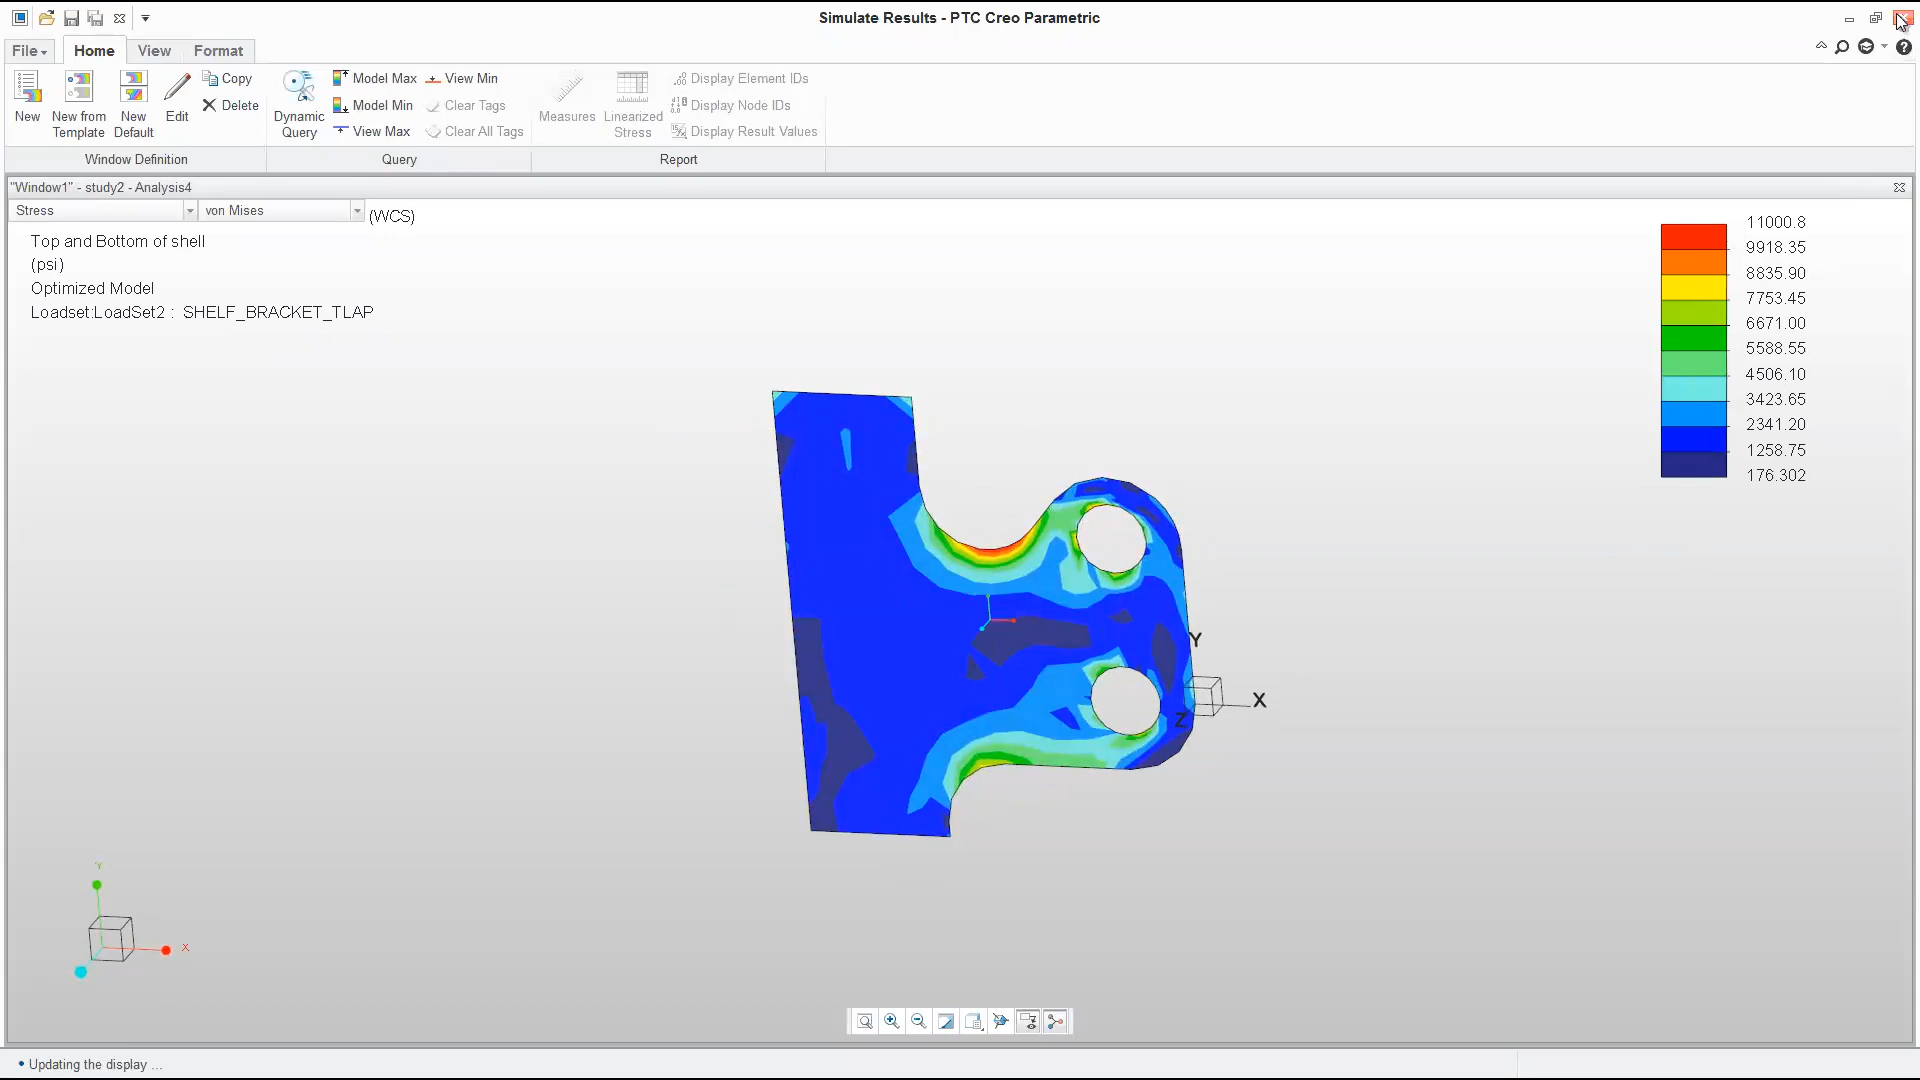 Simulate Results - PTC Creo Parametric
File
Home
View
Format
New
New from Template
New Default
Edit
Copy
Delete
Window Definition
Dynamic Query
Model Max
Model Min
View Max
View Min
Clear Tags
Clear All Tags
Query
Measures
Linearized Stress
Display Element IDs
Display Node IDs
Display Result Values
Report
"Window1" - study2 - Analysis4
Stress
von Mises
(WCS)
Top and Bottom of shell
(psi)
Optimized Model
Loadset:LoadSet2 : SHELF_BRACKET_TLAP
11000.8
9918.35
8835.90
7753.45
6671.00
5588.55
4506.10
3423.65
2341.20
1258.75
176.302
Y
X
Z
Y
X
Updating the display ...